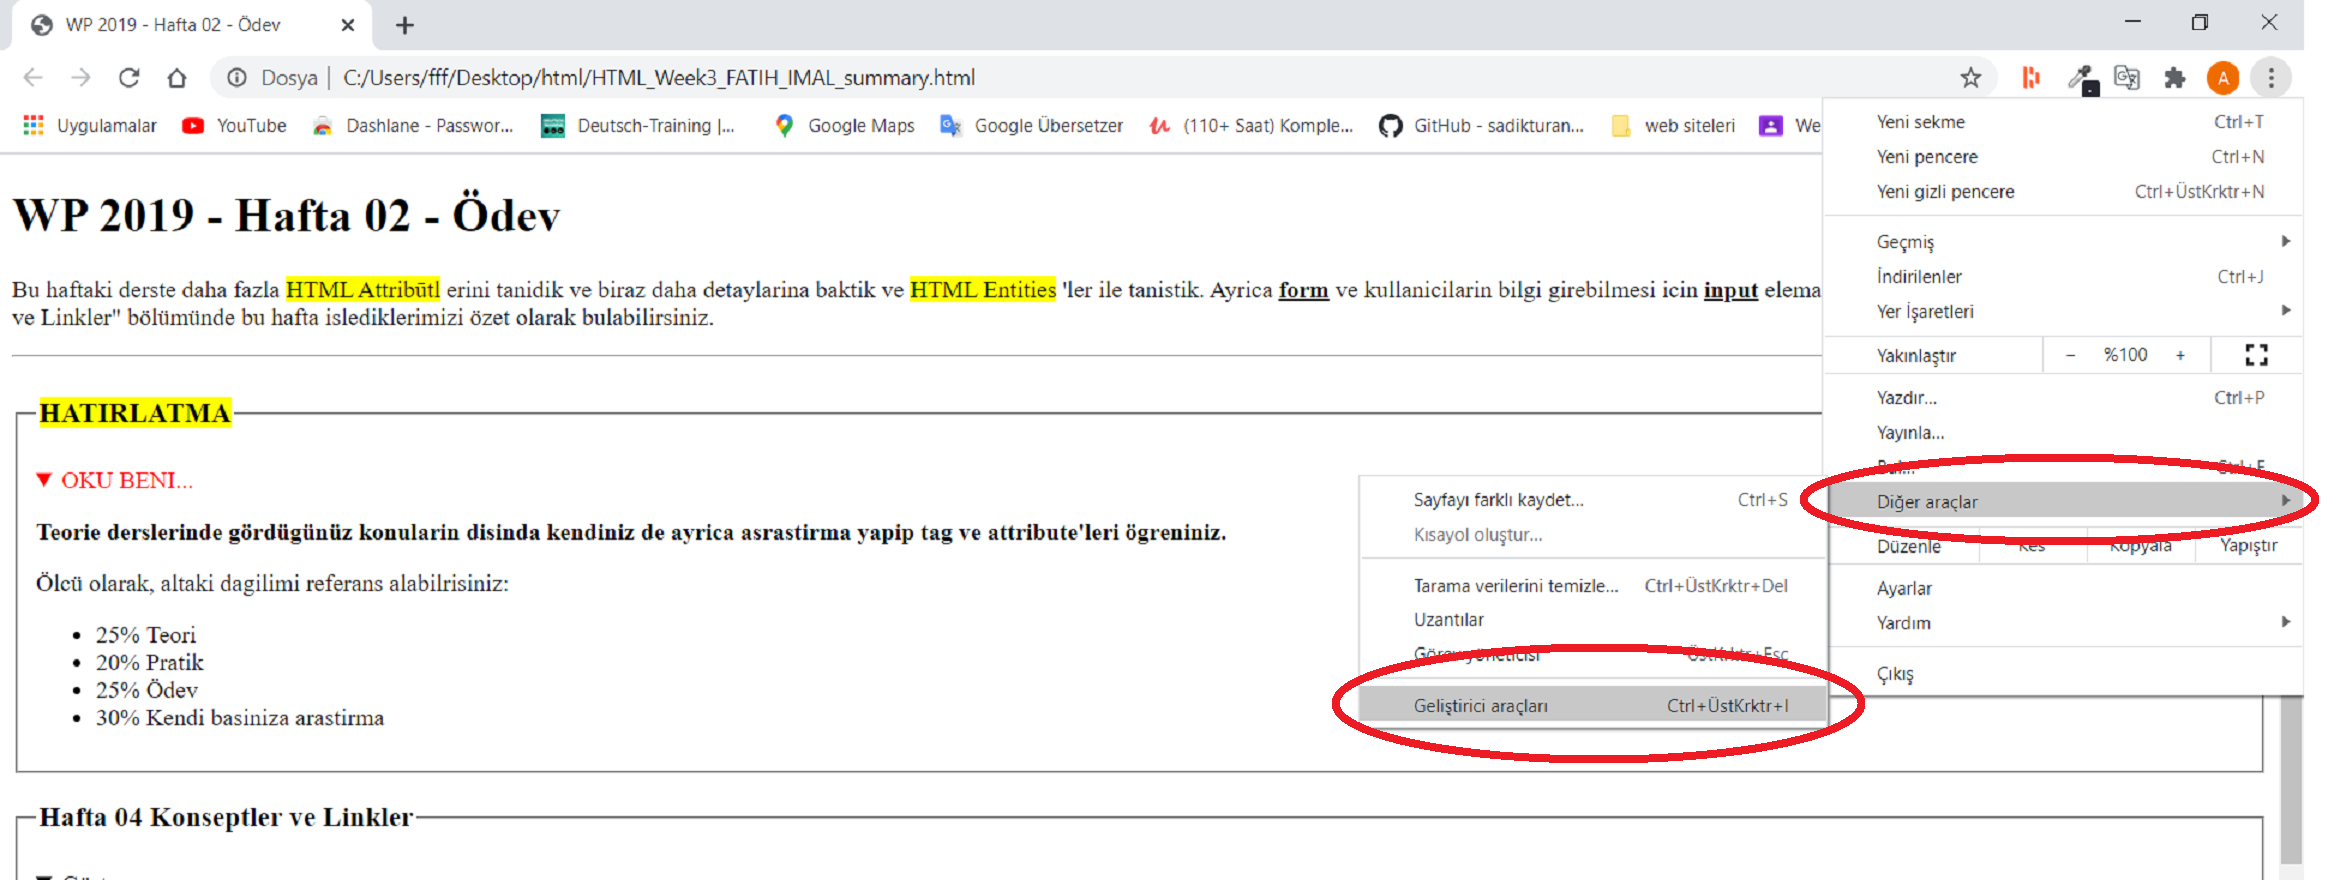 WP 2019 - Hafta 02 - Ödev
Dosya | C:/Users/fff/Desktop/html/HTML_Week3_FATIH_IMAL_summary.html
A
Uygulamalar YouTube Dashlane - Passwor... Deutsch-Training |... Google Maps Google Übersetzer (110+ Saat) Komple... GitHub - sadikturan... web siteleri We
WP 2019 - Hafta 02 - Ödev
Bu haftaki derste daha fazla HTML Attribütl erini tanidik ve biraz daha detaylarina baktik ve HTML Entities 'ler ile tanistik. Ayrica form ve kullanicilarin bilgi girebilmesi icin input elema
ve Linkler" bölümünde bu hafta islediklerimizi özet olarak bulabilirsiniz.
HATIRLATMA
OKU BENI...
Teorie derslerinde gördügünüz konularin disinda kendiniz de ayrica asrastirma yapip tag ve attribute'leri ögreniniz.
Ölcü olarak, altaki dagilimi referans alabilrisiniz:
• 25% Teori
• 20% Pratik
• 25% Ödev
• 30% Kendi basiniza arastirma
Hafta 04 Konseptler ve Linkler
Yeni sekme Ctrl+T
Yeni pencere Ctrl+N
Yeni gizli pencere Ctrl+ÜstKrktr+N
Geçmiş
İndirilenler Ctrl+J
Yer İşaretleri
Yakınlaştır - %100 +
Yazdır... Ctrl+P
Yayınla...
Bul... Ctrl+F
Diğer araçlar
Düzenle Kes Kopyala Yapıştır
Ayarlar
Yardım
Çıkış
Sayfayı farklı kaydet... Ctrl+S
Kısayol oluştur...
Tarama verilerini temizle... Ctrl+ÜstKrktr+Del
Uzantılar
Görev yöneticisi ÜstKrktr+Esc
Geliştirici araçları Ctrl+ÜstKrktr+I